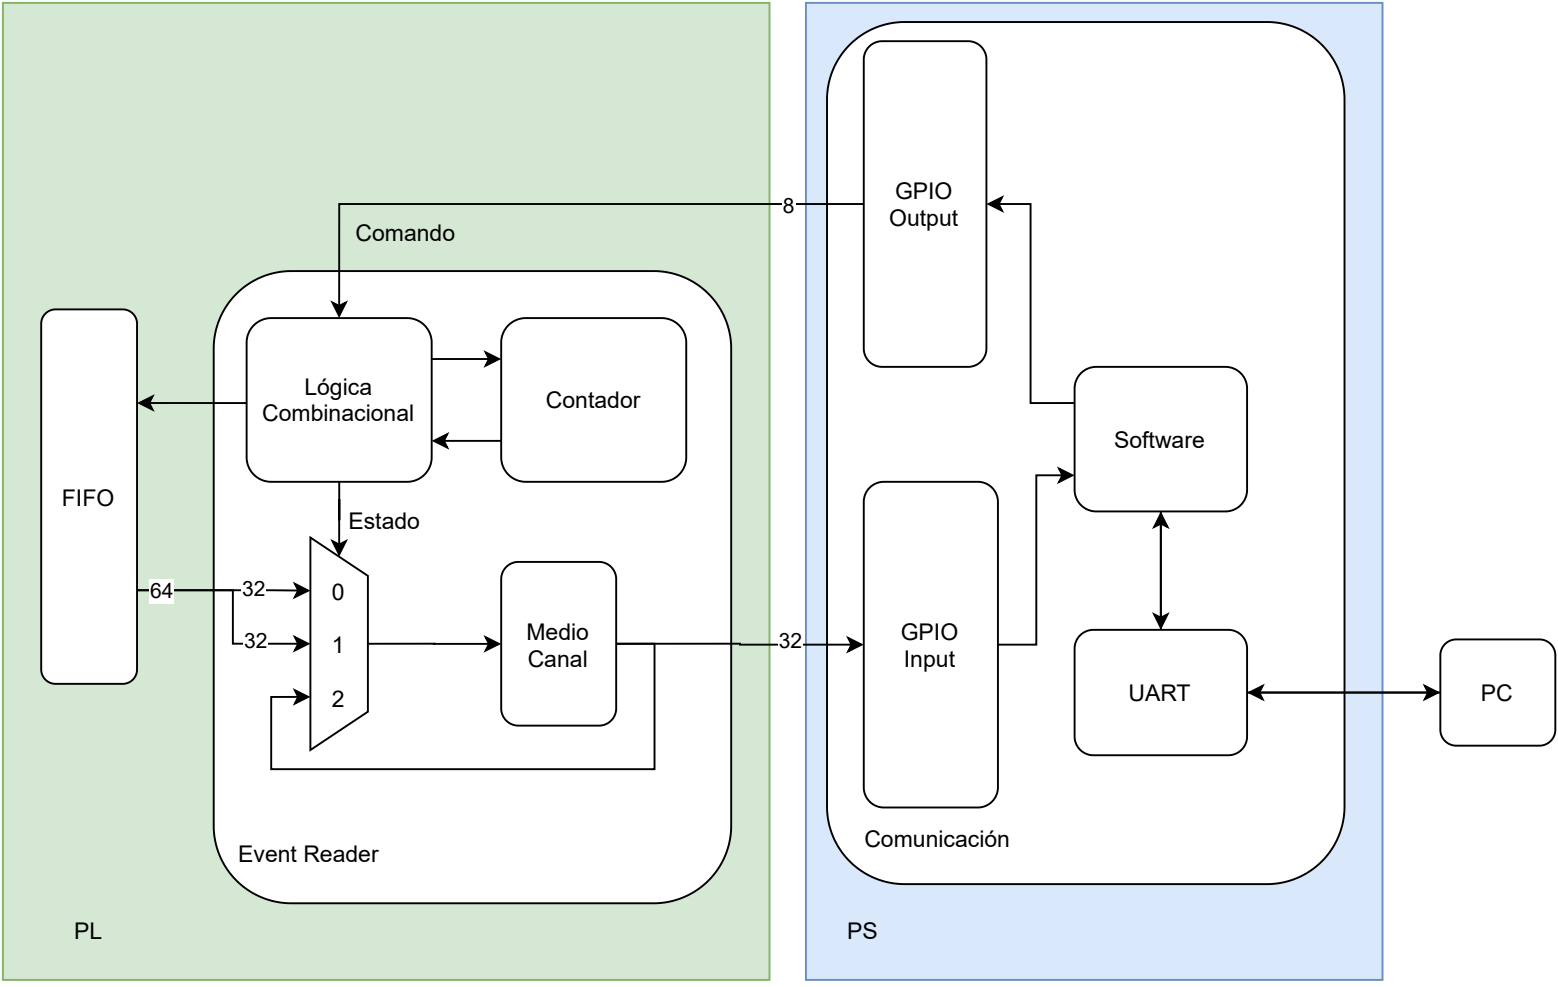 GPIO
Output
8
Comando
Lógica
Combinacional
Contador
Software
FIFO
Estado
64
32
0
32
1
2
Medio
Canal
32
GPIO
Input
UART
PC
Event Reader
Comunicación
PL
PS